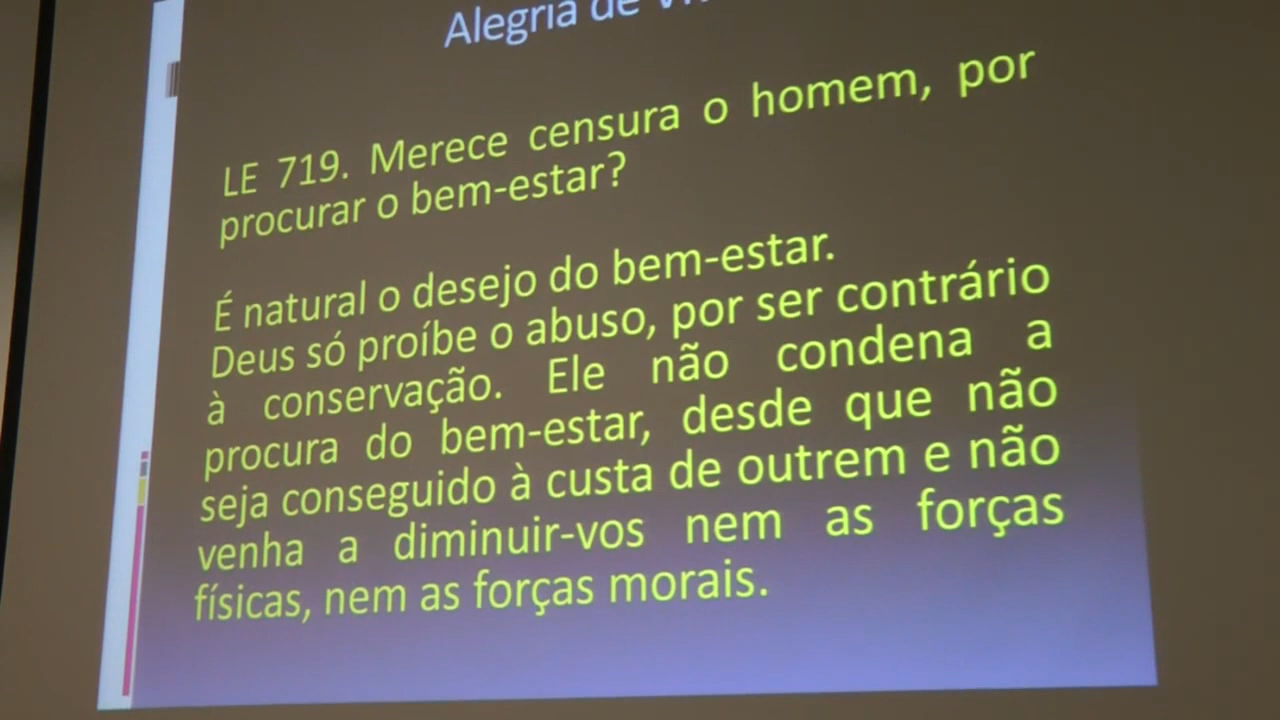 Alegria de
LE 719. Merece censura o homem, por
procurar o bem-estar?
É natural o desejo do bem-estar.
Deus só proíbe o abuso, por ser contrário
à conservação. Ele não condena a
procura do bem-estar, desde que não
seja conseguido à custa de outrem e não
venha a diminuir-vos nem as forças
físicas, nem as forças morais.